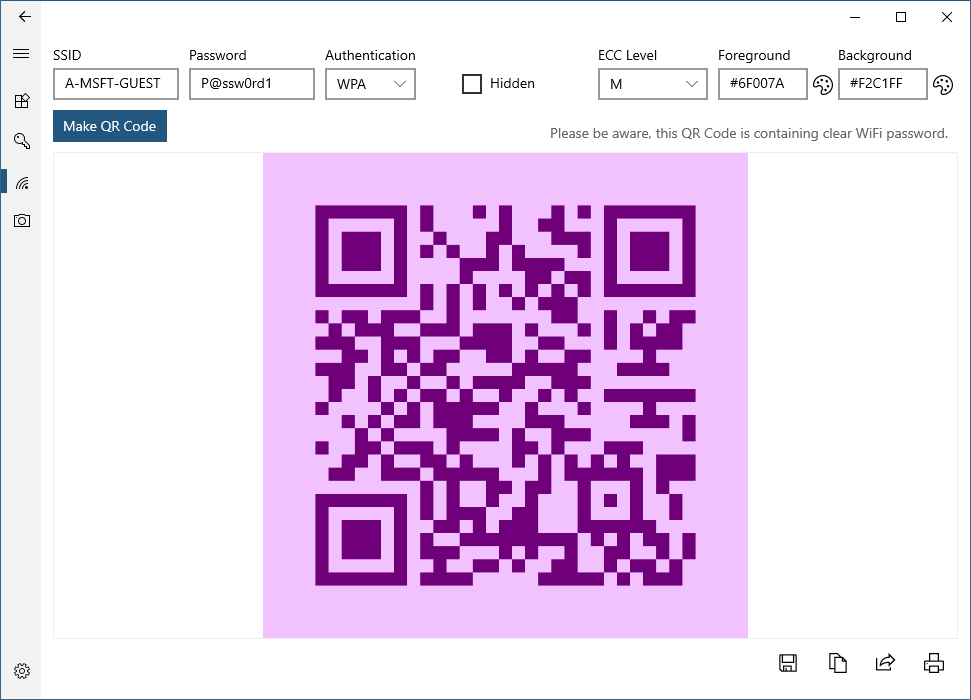 SSID Password Authentication ECC Level Foreground Background
A-MSFT-GUEST P@ssw0rd1 WPA Hidden M #6F007A #F2C1FF
Make QR Code
Please be aware, this QR Code is containing clear WiFi password.